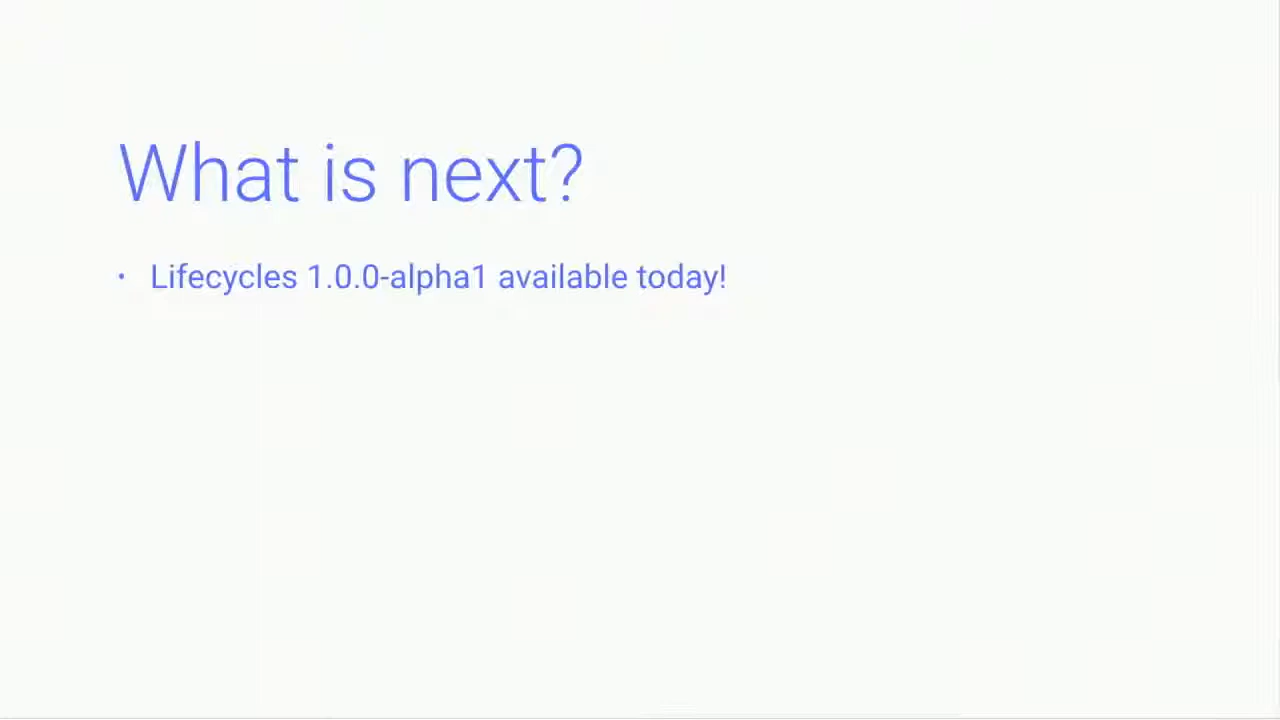 What is next?
• Lifecycles 1.0.0-alpha1 available today!